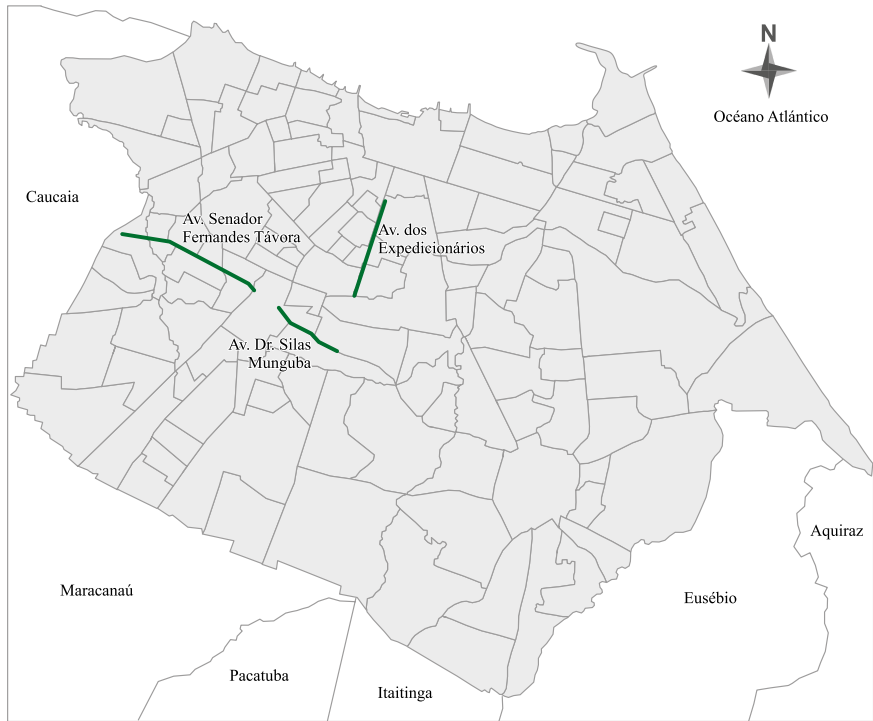 N
Océano Atlántico
Caucaia
Av. Senador
Fernandes Távora
Av. dos
Expedicionários
Av. Dr. Silas
Munguba
Aquiraz
Maracanaú
Eusébio
Pacatuba
Itaitinga